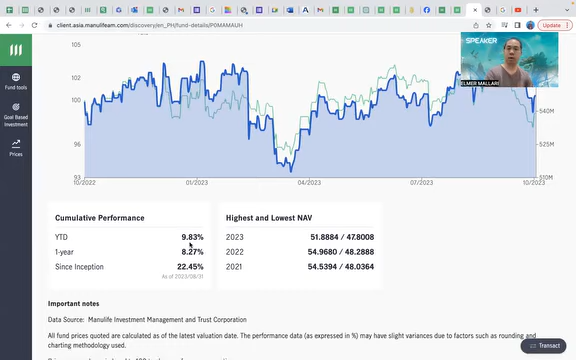 client.asia.manulifeam.com/discovery/en_PH/fund-details/P0MAMAUH
Update
SPEAKER
ELMER MALLARI
Fund tools
Goal Based
Investment
Prices
105
102
99
96
93
540M
525M
510M
10/2022
01/2023
04/2023
07/2023
10/2023
Cumulative Performance
YTD 9.83%
1-year 8.27%
Since Inception 22.45%
As of 2023/08/31
Highest and Lowest NAV
2023 51.8884 / 47.8008
2022 54.9680 / 48.2888
2021 54.5394 / 48.0364
Important notes
Data Source: Manulife Investment Management and Trust Corporation
All fund prices quoted are calculated as of the latest valuation date. The performance data (as expressed in %) may have slight variances due to factors such as rounding and
charting methodology used.
Transact